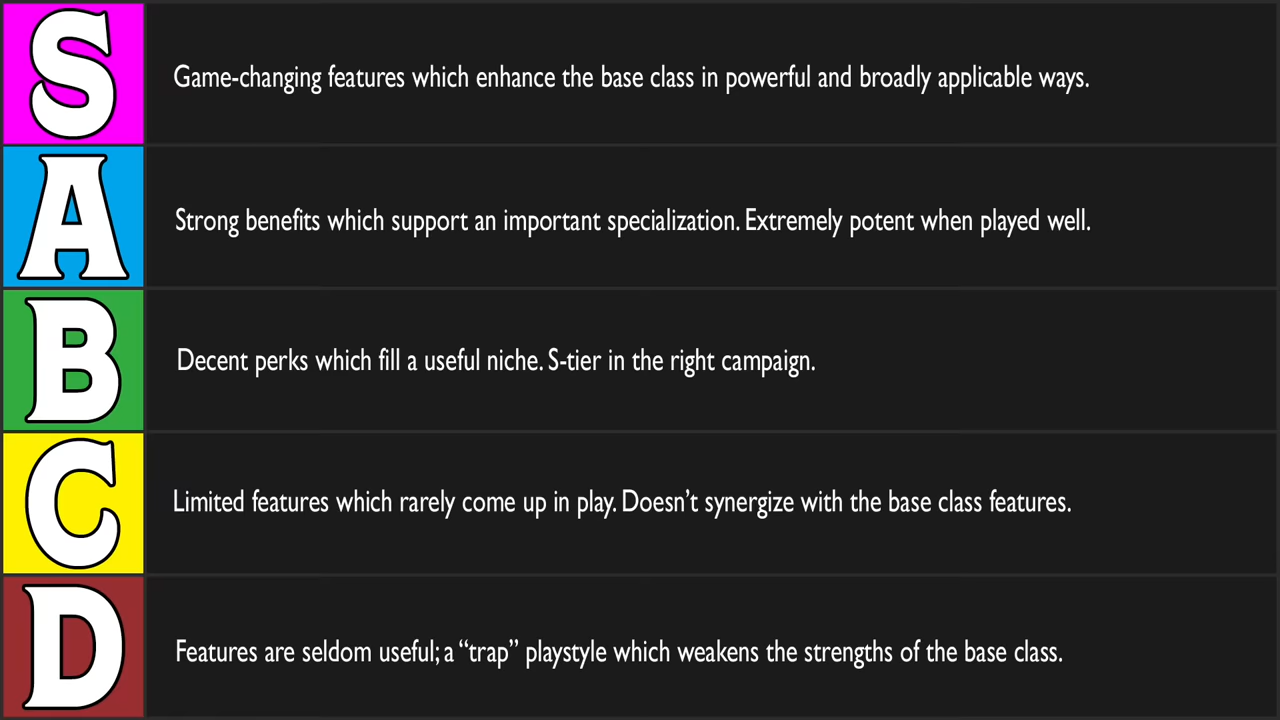 S
Game-changing features which enhance the base class in powerful and broadly applicable ways.
A
Strong benefits which support an important specialization. Extremely potent when played well.
B
Decent perks which fill a useful niche. S-tier in the right campaign.
C
Limited features which rarely come up in play. Doesn’t synergize with the base class features.
D
Features are seldom useful; a “trap” playstyle which weakens the strengths of the base class.